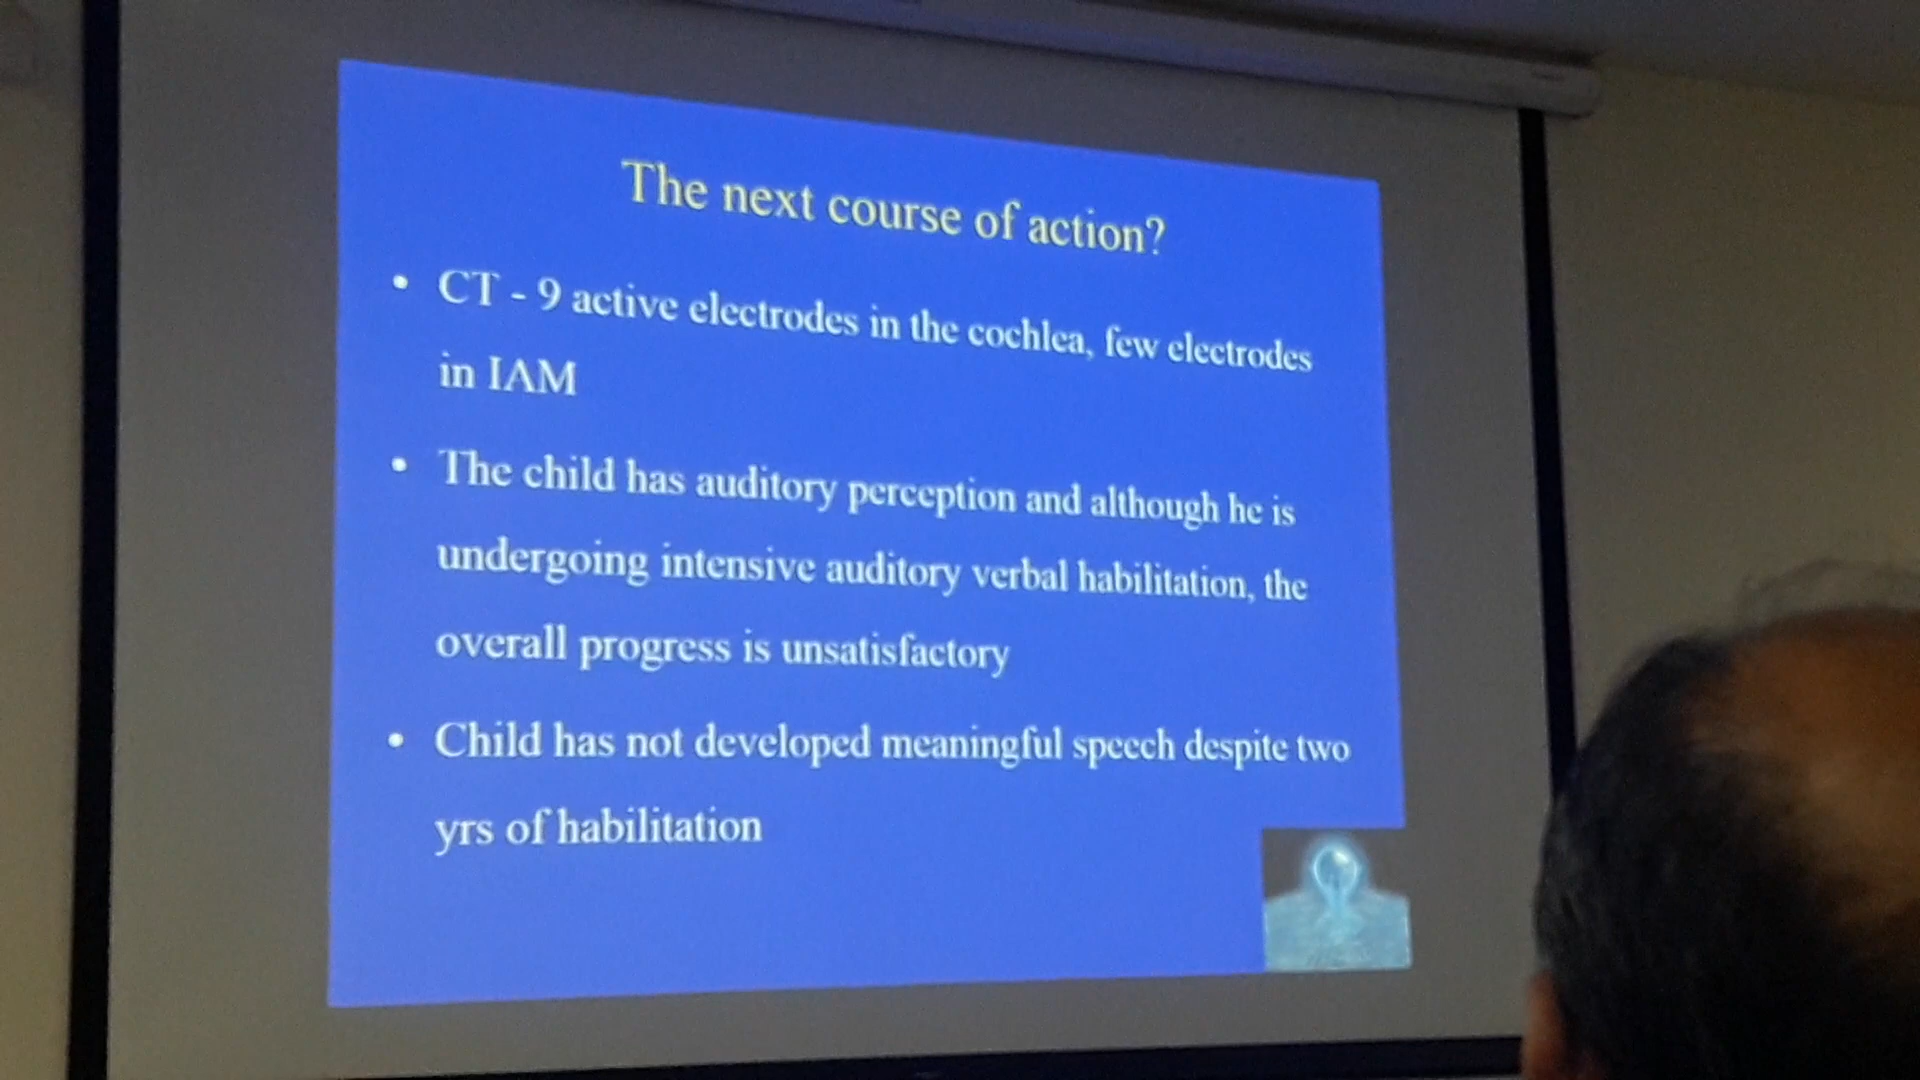 The next course of action?
• CT - 9 active electrodes in the cochlea, few electrodes
in IAM
• The child has auditory perception and although he is
undergoing intensive auditory verbal habilitation, the
overall progress is unsatisfactory
• Child has not developed meaningful speech despite two
yrs of habilitation